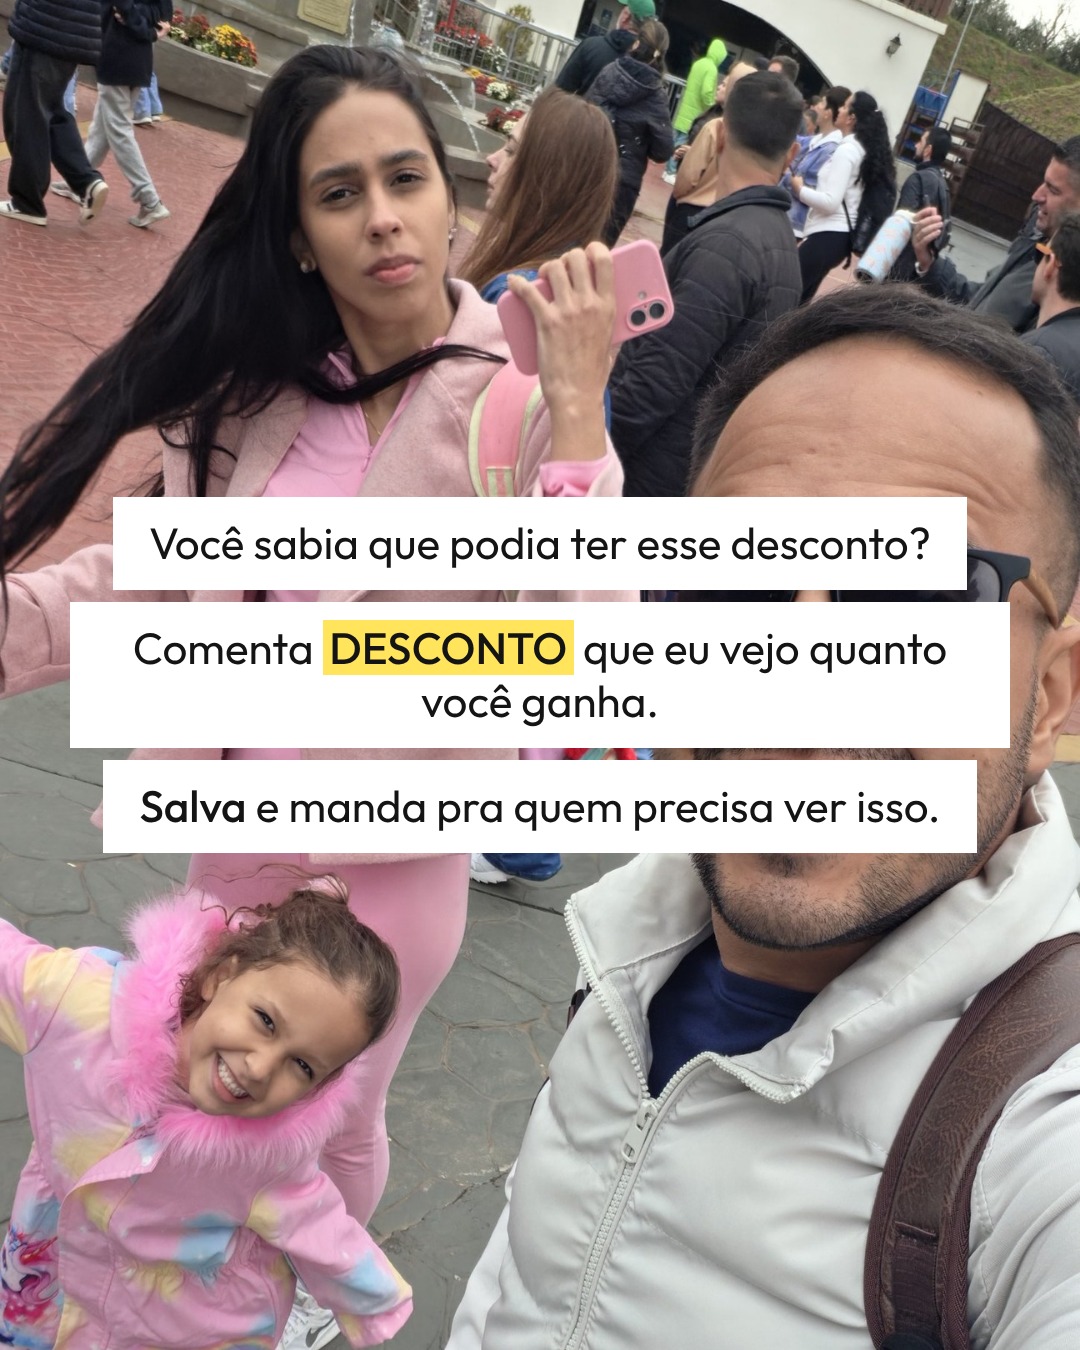 Você sabia que podia ter esse desconto?
Comenta DESCONTO que eu vejo quanto
você ganha.
Salva e manda pra quem precisa ver isso.